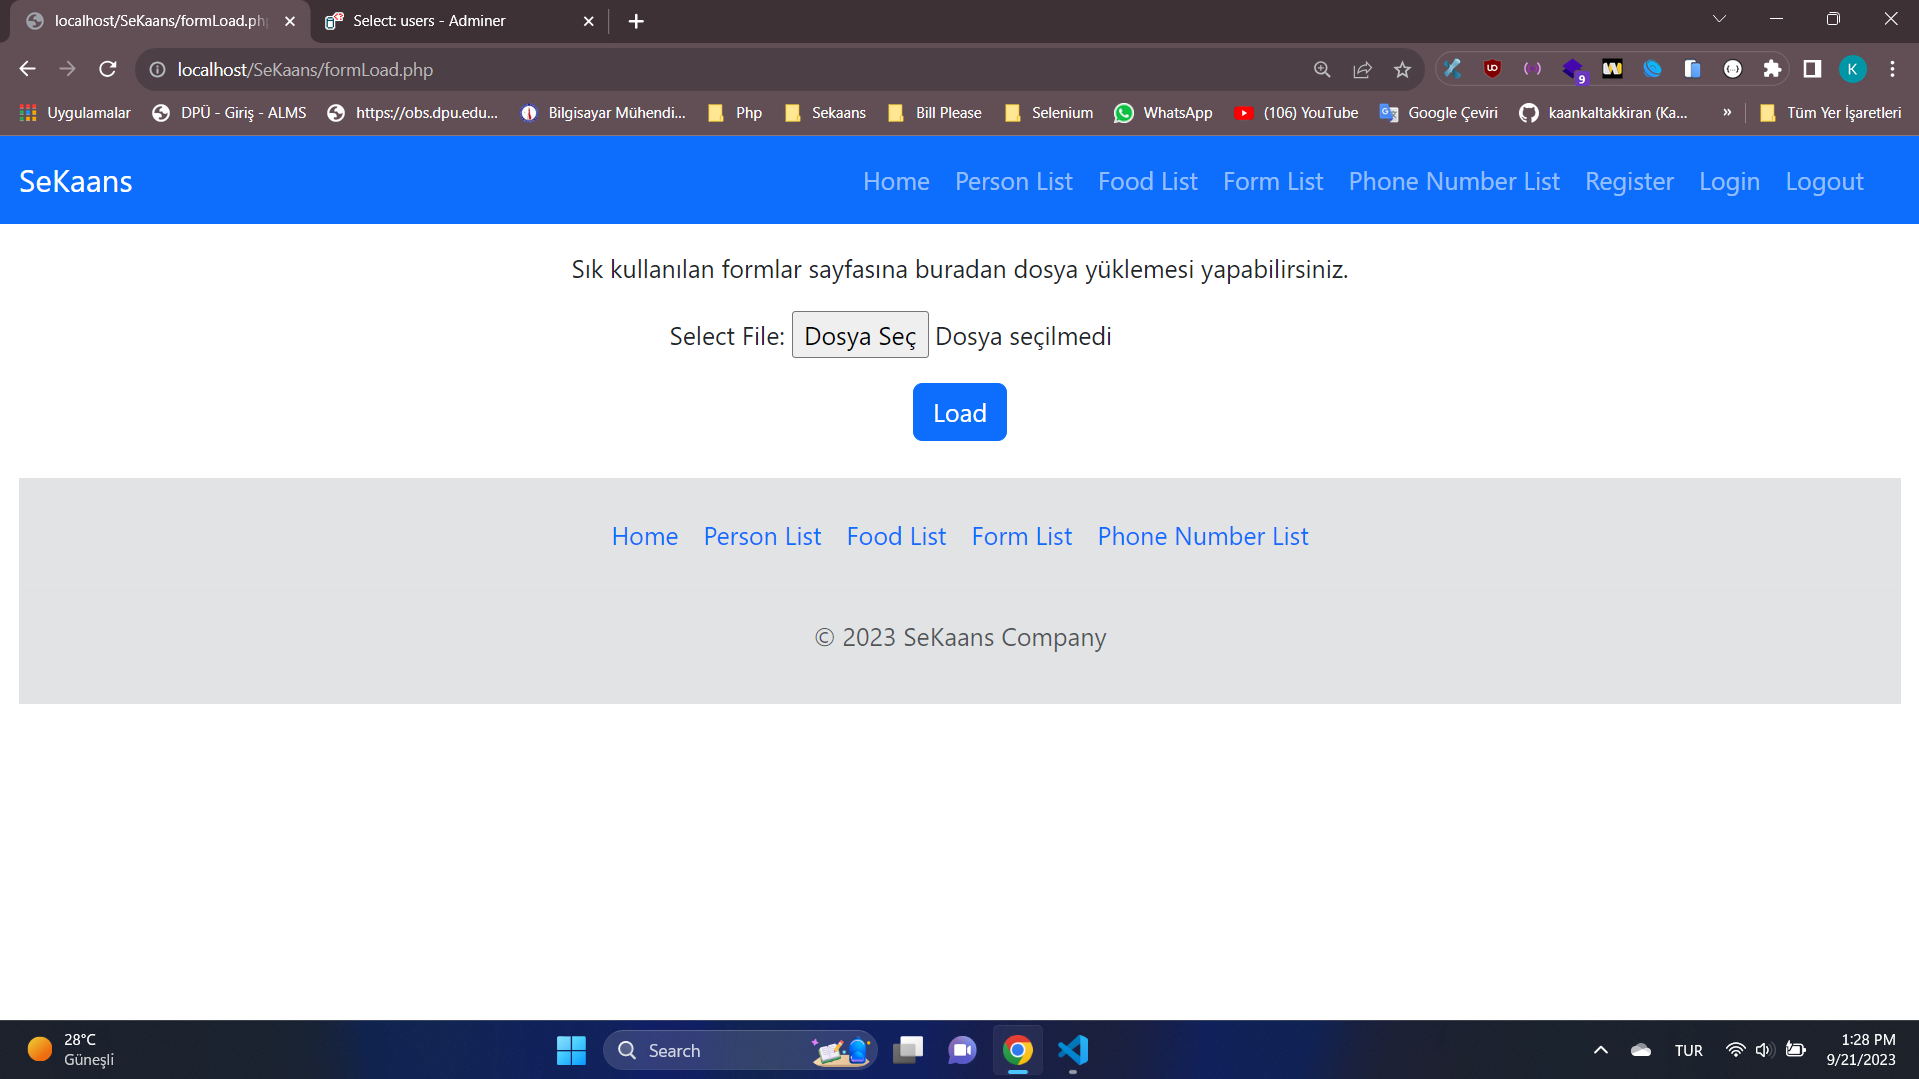 localhost/SeKaans/formLoad.php
Select: users - Adminer
localhost/SeKaans/formLoad.php
9
Uygulamalar
DPÜ - Giriş - ALMS
https://obs.dpu.edu...
Bilgisayar Mühendi...
Php
Sekaans
Bill Please
Selenium
WhatsApp
(106) YouTube
Google Çeviri
kaankaltakkiran (Ka...
»
Tüm Yer İşaretleri
K
SeKaans
Home Person List Food List Form List Phone Number List Register Login Logout
Sık kullanılan formlar sayfasına buradan dosya yüklemesi yapabilirsiniz.
Select File: Dosya Seç Dosya seçilmedi
Load
Home Person List Food List Form List Phone Number List
© 2023 SeKaans Company
28°C
Güneşli
Search
TUR
1:28 PM
9/21/2023